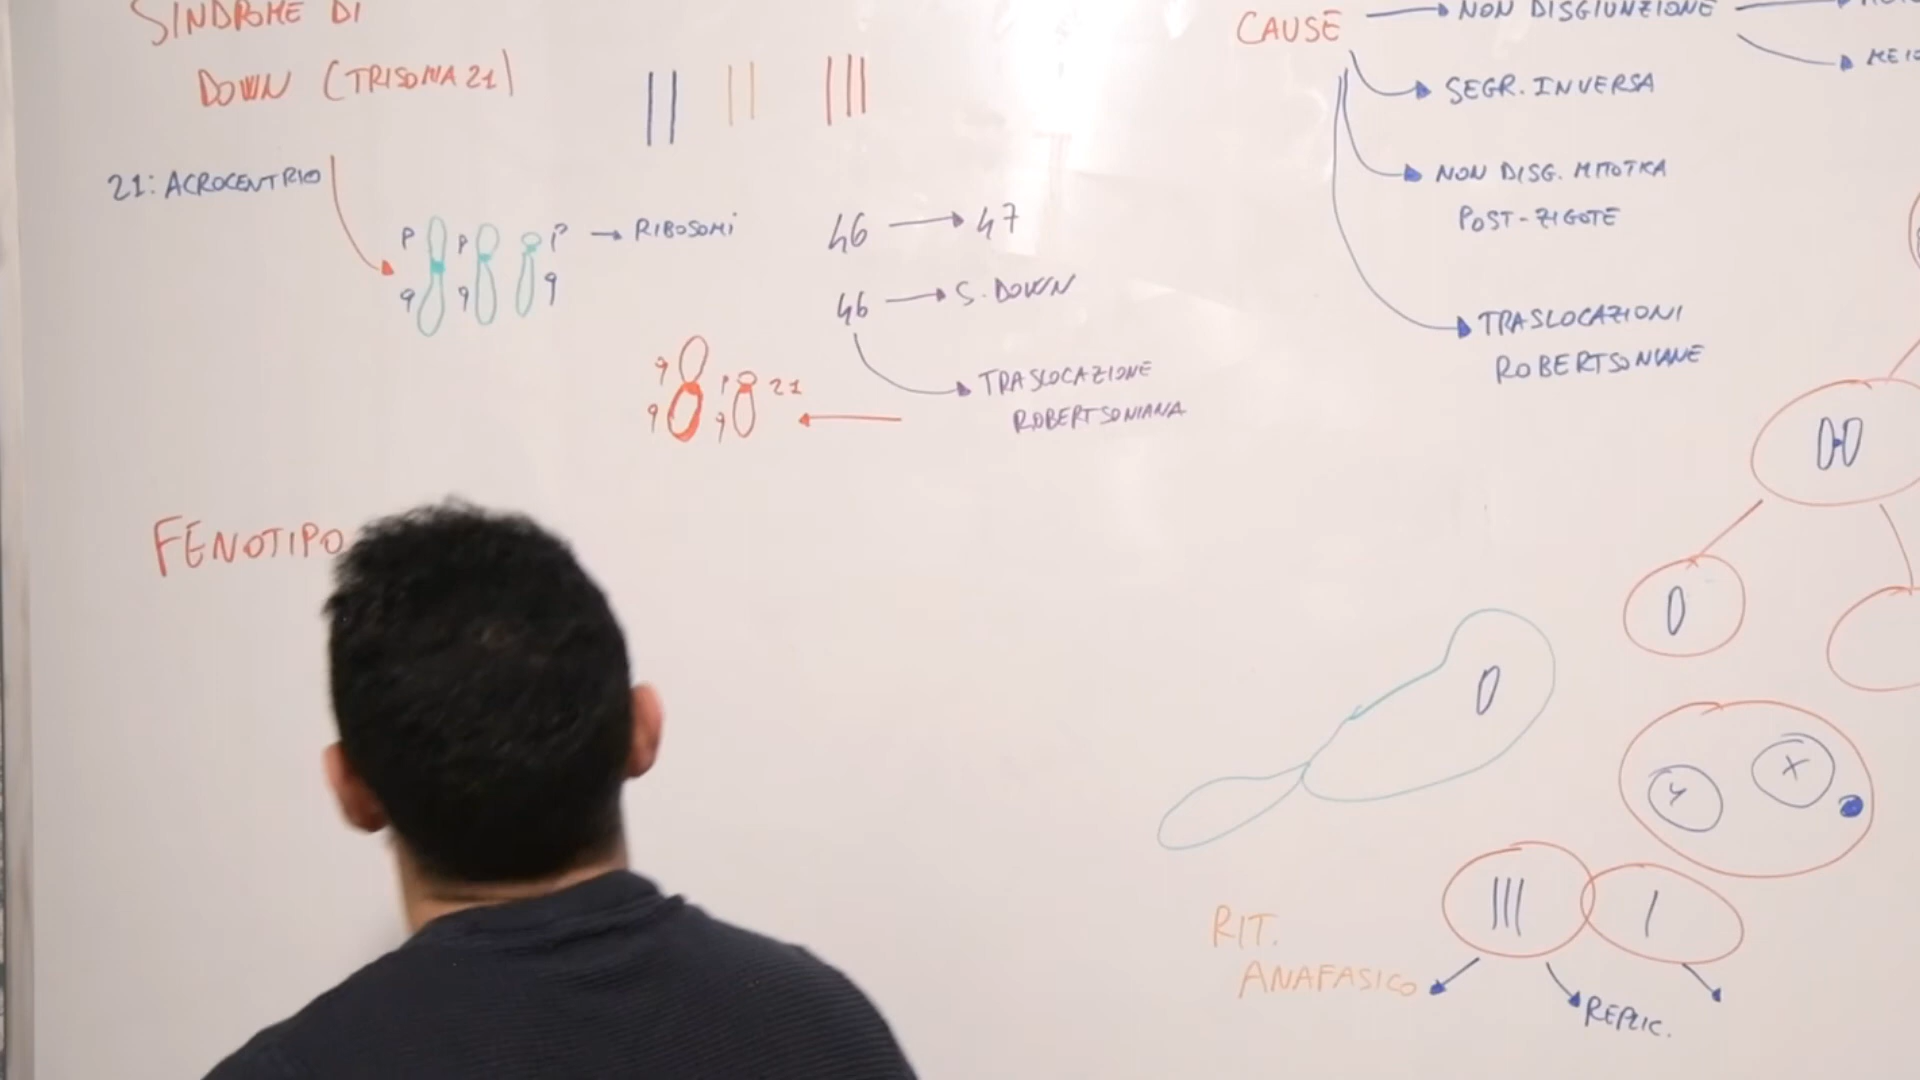 SINDROME DI
DOWN (TRISOMIA 21)
21: ACROCENTRICO
P P P → RIBOSOMI
q q q
46 → 47
46 → S. DOWN
TRASLOCAZIONE
ROBERTSONIANA
q P 21
q q
FENOTIPO
CAUSE → NON DISGIUNZIONE
SEGR. INVERSA
NON DISG. MITOTICA
POST-ZIGOTE
TRASLOCAZIONI
ROBERTSONIANE
Y X
RIT.
ANAFASICO
REPLIC.